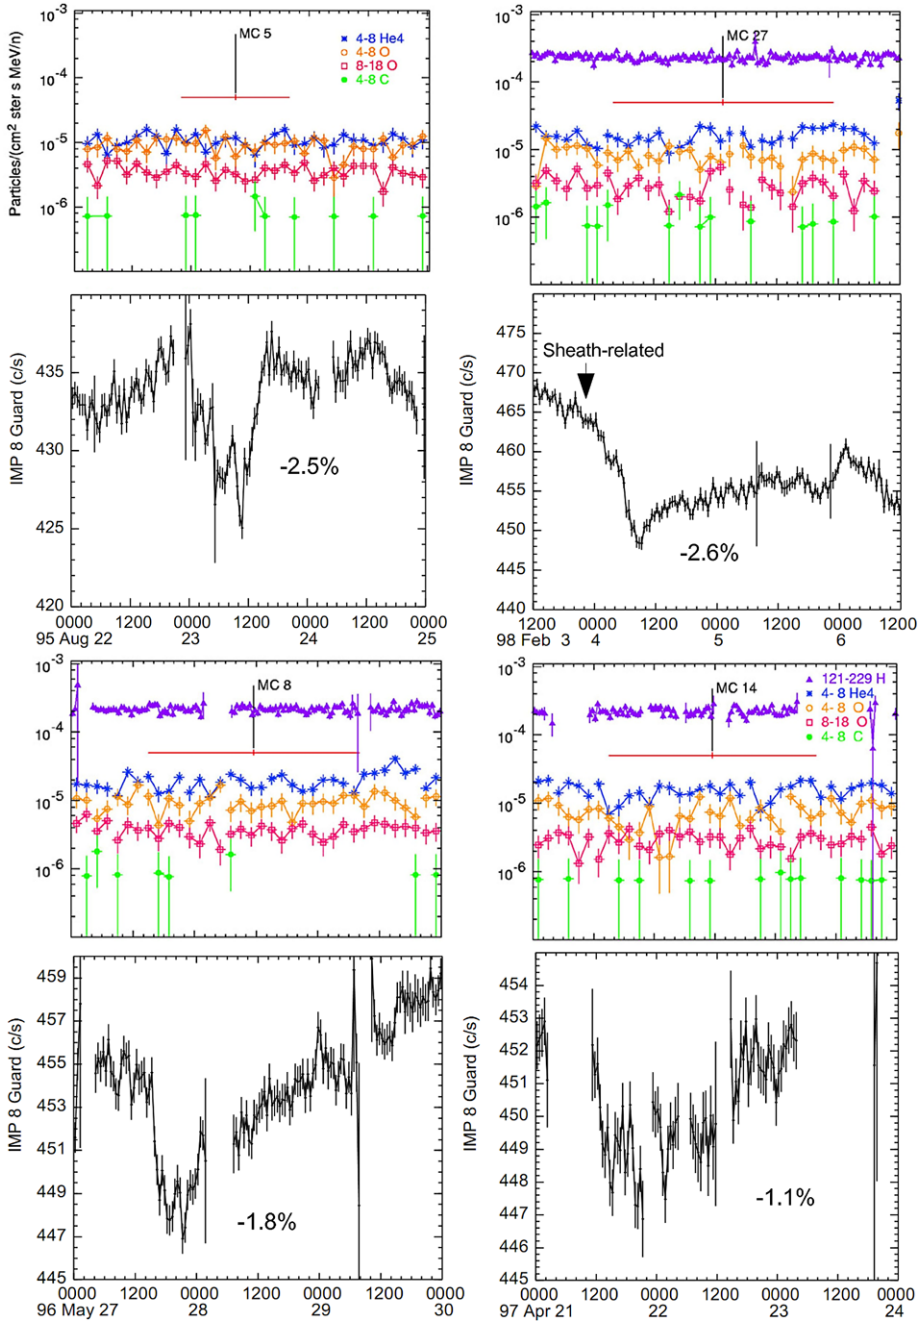 10-3
10-4
10-5
10-6
Particles/(cm2 ster s MeV/n)
MC 5
4-8 He4
4-8 O
8-18 O
4-8 C
435
430
425
420
IMP 8 Guard (c/s)
-2.5%
0000 1200 0000 1200 0000 1200 0000
95 Aug 22 23 24 25
10-3
10-4
10-5
10-6
MC 27
475
470
465
460
455
450
445
440
IMP 8 Guard (c/s)
Sheath-related
-2.6%
1200 0000 1200 0000 1200 0000 1200
98 Feb 3 4 5 6
10-3
10-4
10-5
10-6
MC 8
459
457
455
453
451
449
447
445
IMP 8 Guard (c/s)
-1.8%
0000 1200 0000 1200 0000 1200 0000
96 May 27 28 29 30
10-3
10-4
10-5
10-6
MC 14
121-229 H
4- 8 He4
4- 8 O
8-18 O
4- 8 C
454
453
452
451
450
449
448
447
446
445
IMP 8 Guard (c/s)
-1.1%
0000 1200 0000 1200 0000 1200 0000
97 Apr 21 22 23 24